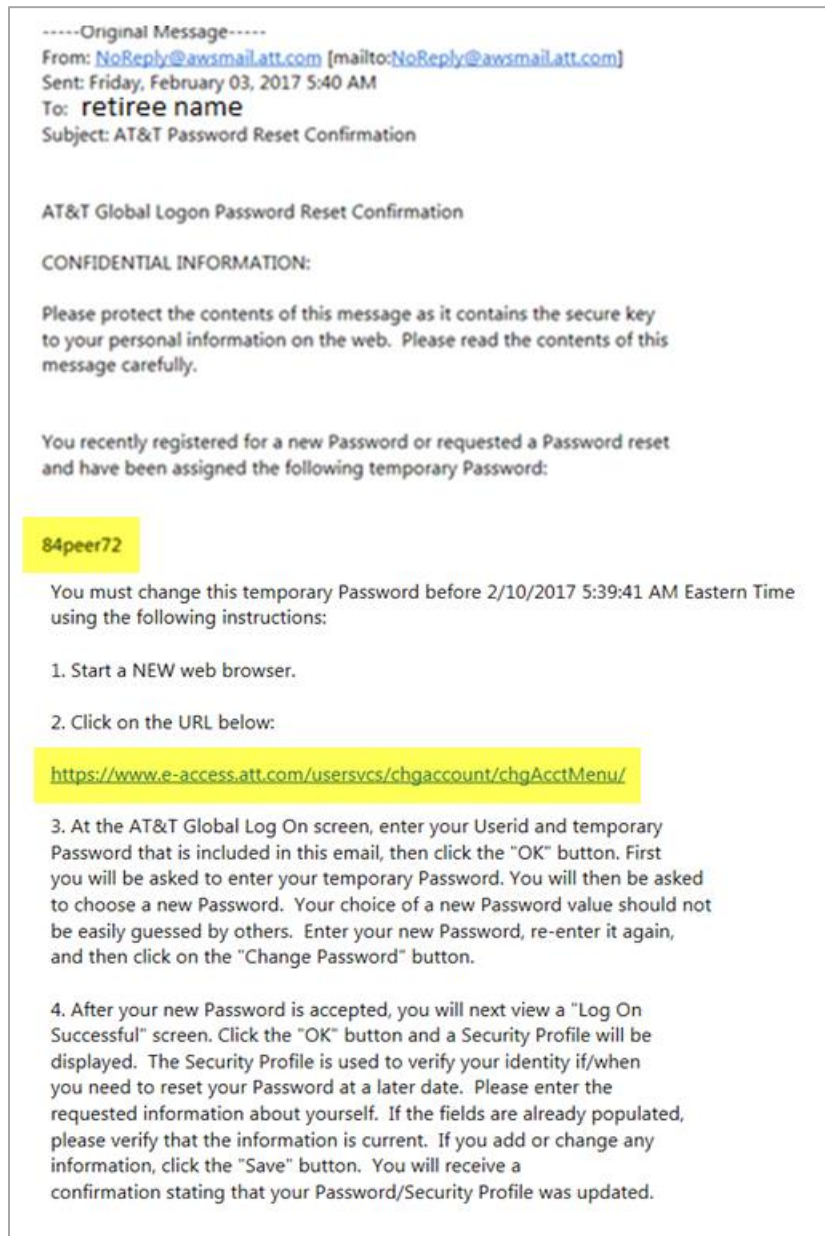 -----Original Message-----
From: NoReply@awsmail.att.com [mailto:NoReply@awsmail.att.com]
Sent: Friday, February 03, 2017 5:40 AM
To: retiree name
Subject: AT&T Password Reset Confirmation
AT&T Global Logon Password Reset Confirmation
CONFIDENTIAL INFORMATION:
Please protect the contents of this message as it contains the secure key
to your personal information on the web. Please read the contents of this
message carefully.
You recently registered for a new Password or requested a Password reset
and have been assigned the following temporary Password:
84peer72
You must change this temporary Password before 2/10/2017 5:39:41 AM Eastern Time
using the following instructions:
1. Start a NEW web browser.
2. Click on the URL below:
https://www.e-access.att.com/usersvcs/chgaccount/chgAcctMenu/
3. At the AT&T Global Log On screen, enter your Userid and temporary
Password that is included in this email, then click the "OK" button. First
you will be asked to enter your temporary Password. You will then be asked
to choose a new Password. Your choice of a new Password value should not
be easily guessed by others. Enter your new Password, re-enter it again,
and then click on the "Change Password" button.
4. After your new Password is accepted, you will next view a "Log On
Successful" screen. Click the "OK" button and a Security Profile will be
displayed. The Security Profile is used to verify your identity if/when
you need to reset your Password at a later date. Please enter the
requested information about yourself. If the fields are already populated,
please verify that the information is current. If you add or change any
information, click the "Save" button. You will receive a
confirmation stating that your Password/Security Profile was updated.